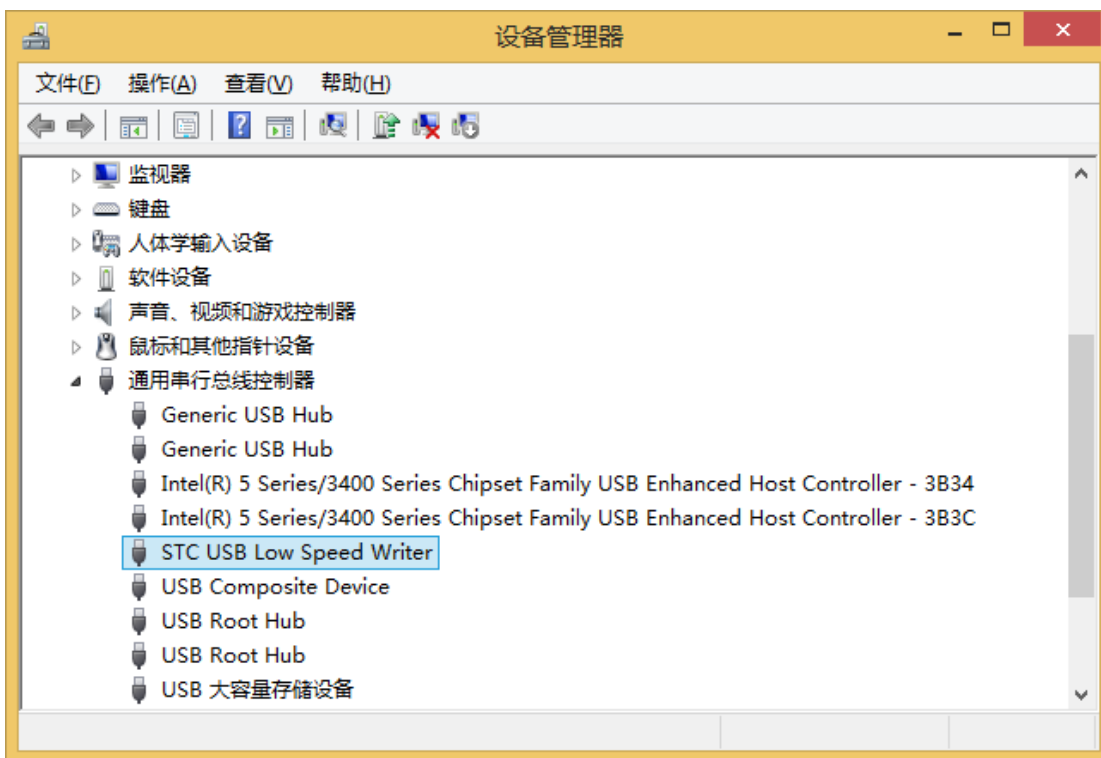 设备管理器
文件(F) 操作(A) 查看(V) 帮助(H)
监视器
键盘
人体学输入设备
软件设备
声音、视频和游戏控制器
鼠标和其他指针设备
通用串行总线控制器
Generic USB Hub
Generic USB Hub
Intel(R) 5 Series/3400 Series Chipset Family USB Enhanced Host Controller - 3B34
Intel(R) 5 Series/3400 Series Chipset Family USB Enhanced Host Controller - 3B3C
STC USB Low Speed Writer
USB Composite Device
USB Root Hub
USB Root Hub
USB 大容量存储设备